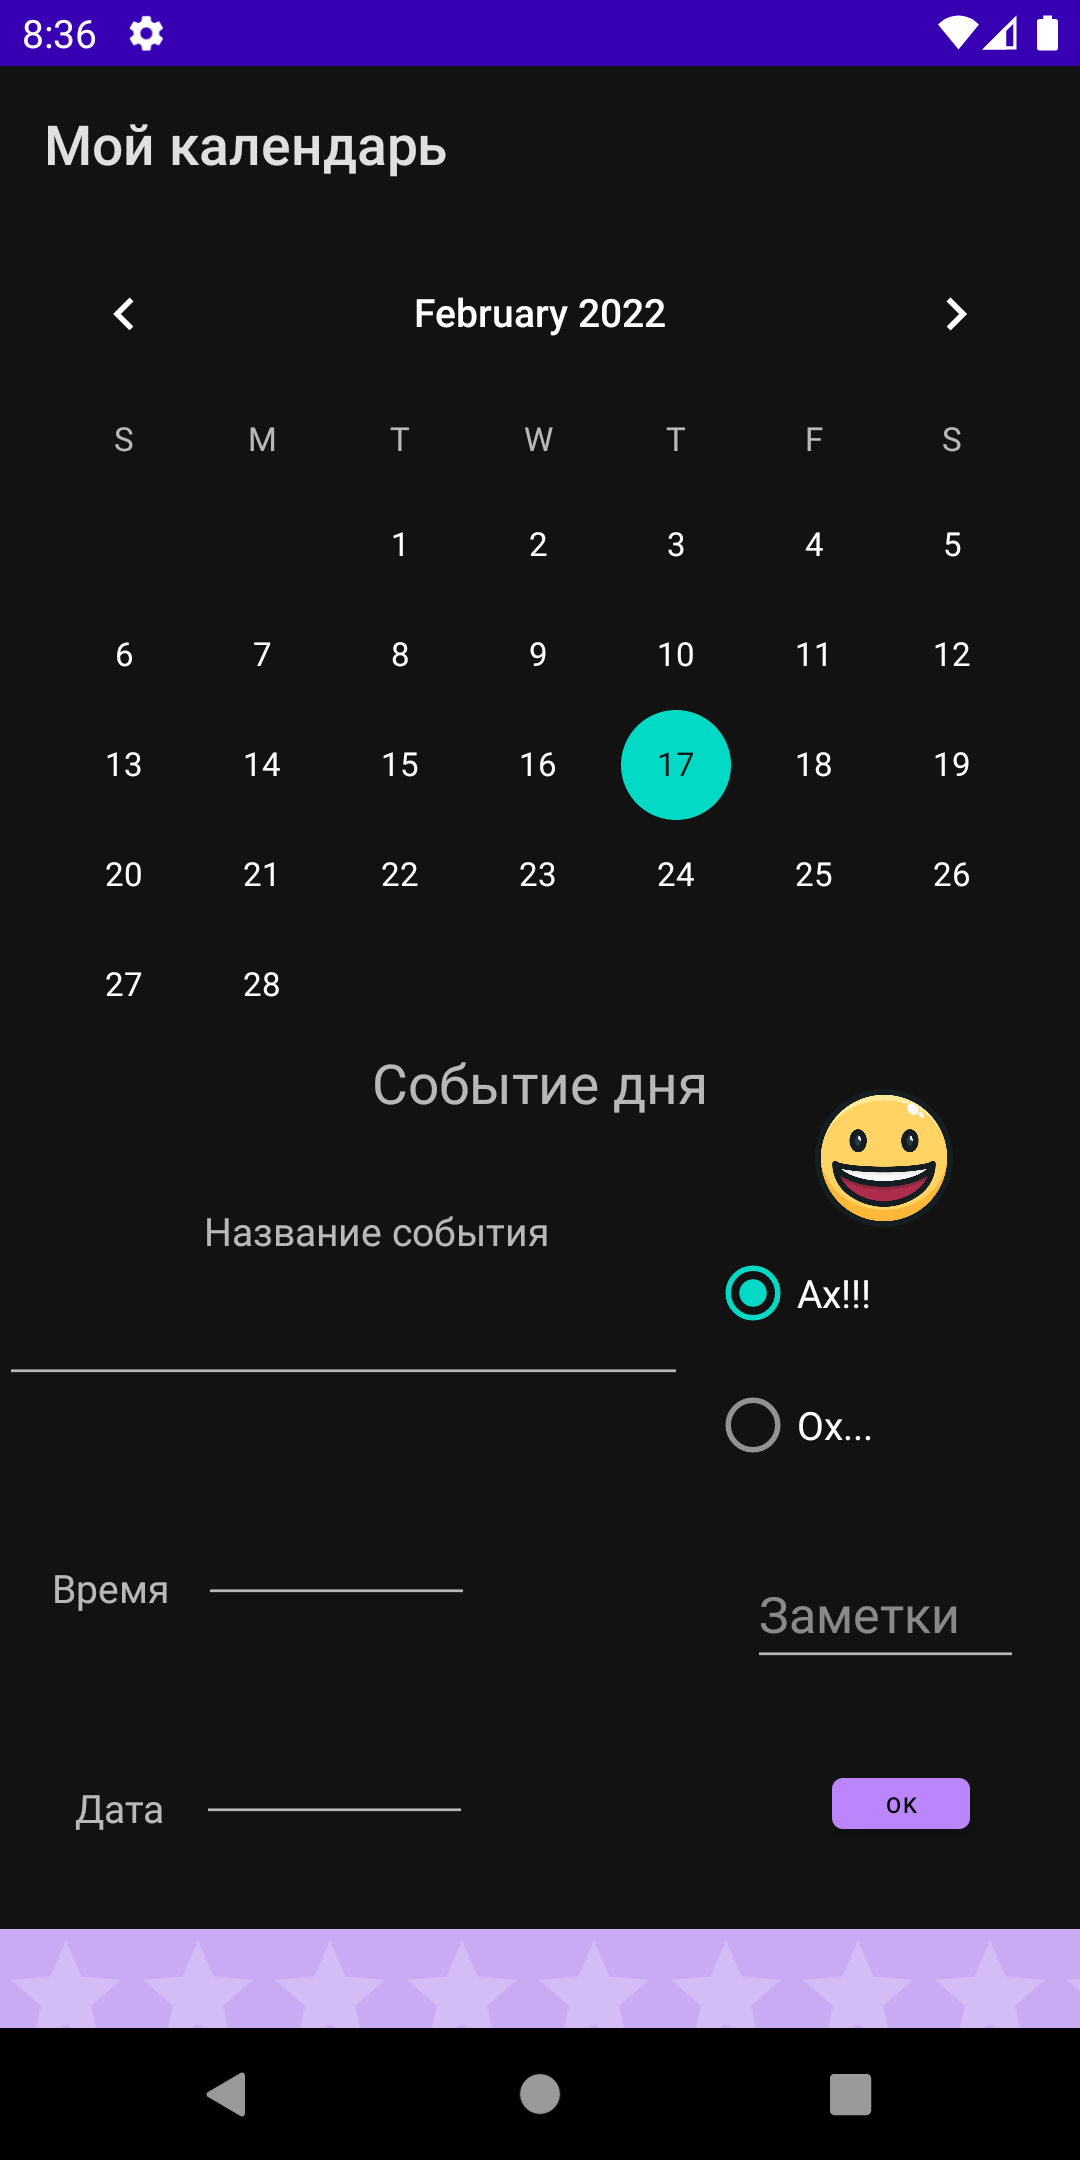 8:36
Мой календарь
February 2022
S M T W T F S
1 2 3 4 5
6 7 8 9 10 11 12
13 14 15 16 17 18 19
20 21 22 23 24 25 26
27 28
Событие дня
Название события
Ах!!!
Ох...
Время
Заметки
Дата
OK